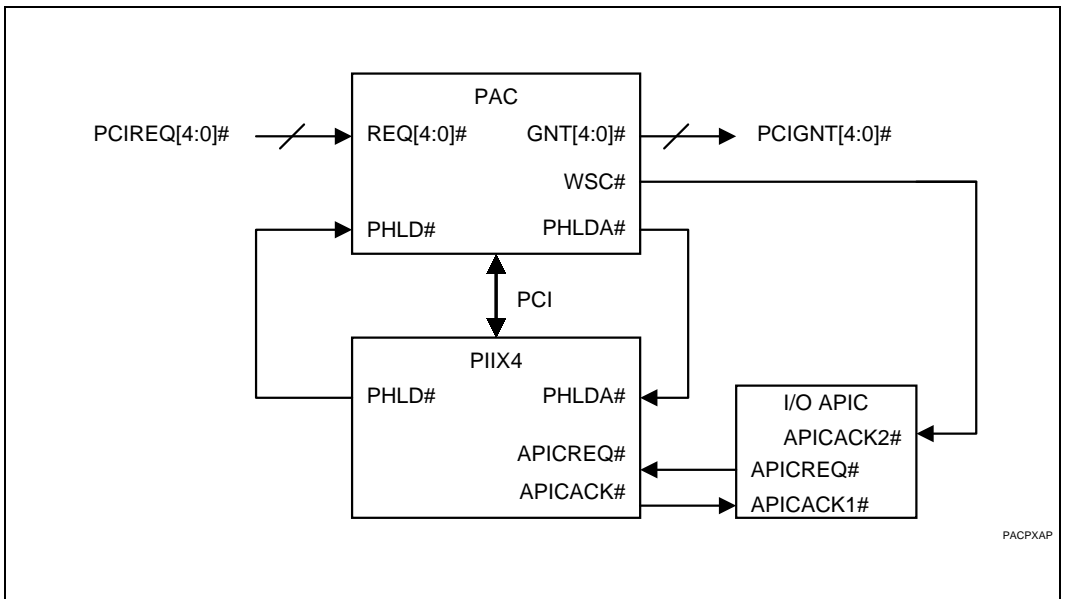 PAC
PCIREQ[4:0]#
REQ[4:0]#
GNT[4:0]#
PCIGNT[4:0]#
WSC#
PHLD#
PHLDA#
PCI
PIIX4
PHLD#
PHLDA#
I/O APIC
APICACK2#
APICREQ#
APICREQ#
APICACK#
APICACK1#
PACPXAP